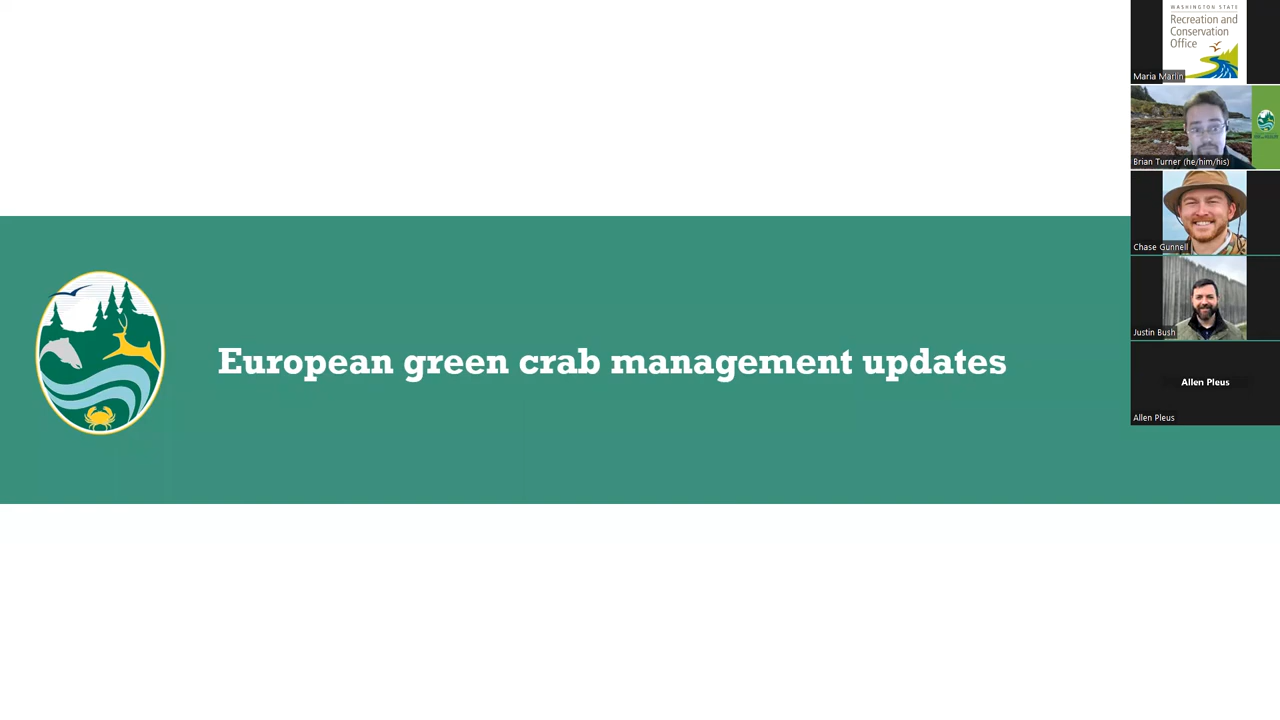 WASHINGTON STATE
Recreation and
Conservation
Office
Maria Marlin
Brian Turner (he/him/his)
Chase Gunnell
Justin Bush
Allen Pleus
Allen Pleus
European green crab management updates